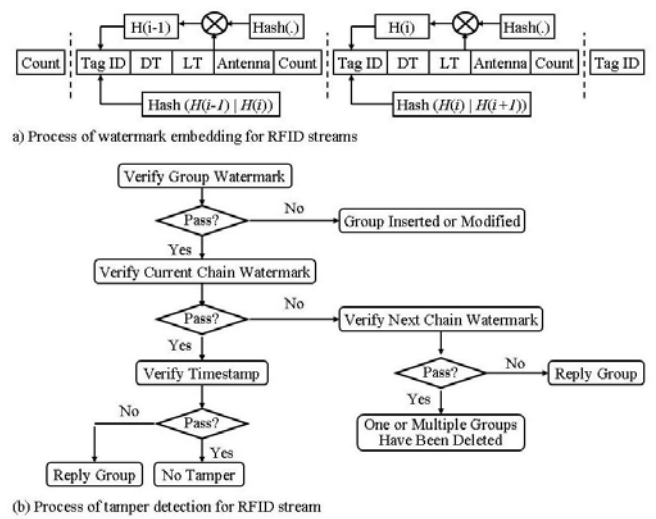 H(i-1)
Hash(.)
H(i)
Hash(.)
Count
Tag ID
DT
LT
Antenna
Count
Tag ID
DT
LT
Antenna
Count
Tag ID
Hash (H(i-1) | H(i))
Hash (H(i) | H(i+1))
a) Process of watermark embedding for RFID streams
Verify Group Watermark
Pass?
No
Group Inserted or Modified
Yes
Verify Current Chain Watermark
Pass?
No
Verify Next Chain Watermark
Yes
Verify Timestamp
Pass?
No
Reply Group
No
Pass?
Yes
One or Multiple Groups
Have Been Deleted
Yes
Reply Group
No Tamper
(b) Process of tamper detection for RFID stream